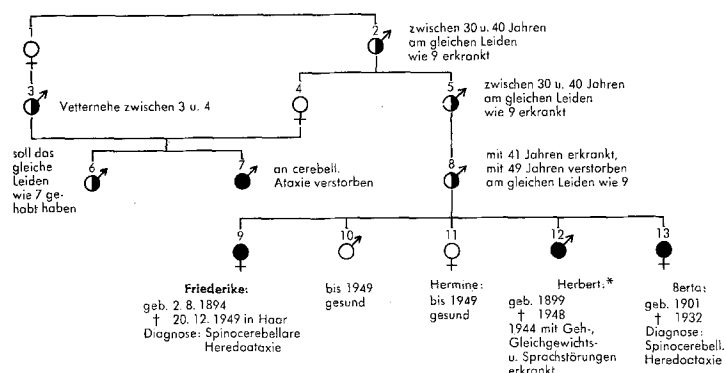 1
2
zwischen 30 u. 40 Jahren
am gleichen Leiden
wie 9 erkrankt
3
Vetternehe zwischen 3 u. 4
4
5
zwischen 30 u. 40 Jahren
am gleichen Leiden
wie 9 erkrankt
soll das
gleiche
Leiden
wie 7 ge-
habt haben
6
7
an cerebell.
Ataxie verstorben
8
mit 41 Jahren erkrankt,
mit 49 Jahren verstorben
am gleichen Leiden wie 9
9
Friederike:
geb. 2. 8. 1894
† 20. 12. 1949 in Haar
Diagnose: Spinocerebellare
Heredoataxie
10
bis 1949
gesund
11
Hermine:
bis 1949
gesund
12
Herbert:*
geb. 1899
† 1948
1944 mit Geh-,
Gleichgewichts-
u. Sprachstörungen
erkrankt
13
Berta:
geb. 1901
† 1932
Diagnose:
Spinocerebell.
Heredoataxie